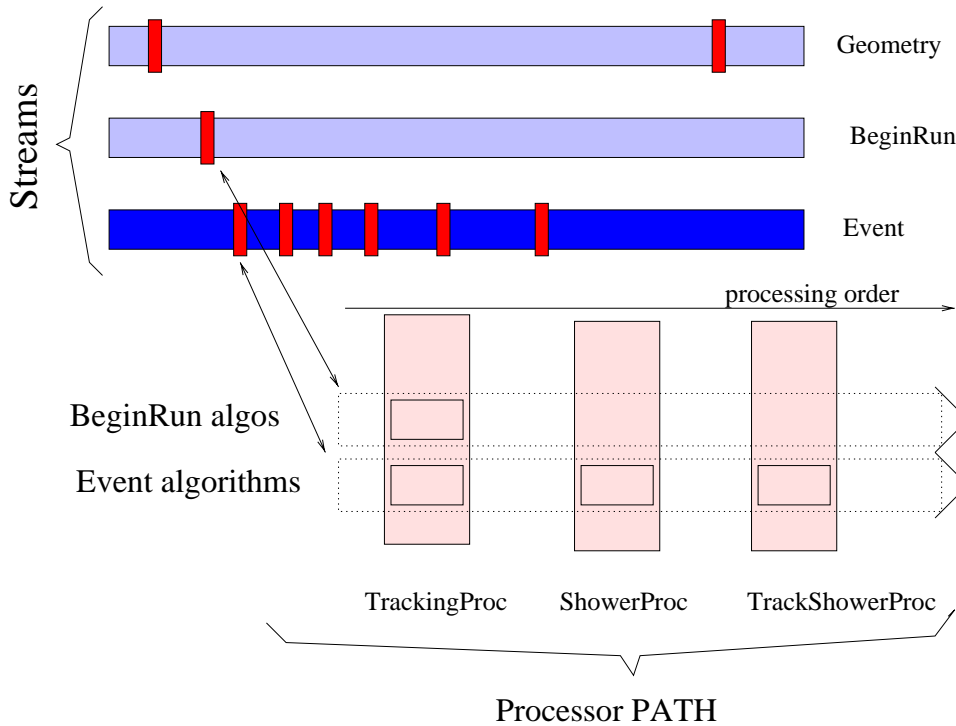 Streams
Geometry
BeginRun
Event
processing order
BeginRun algos
Event algorithms
TrackingProc
ShowerProc
TrackShowerProc
Processor PATH